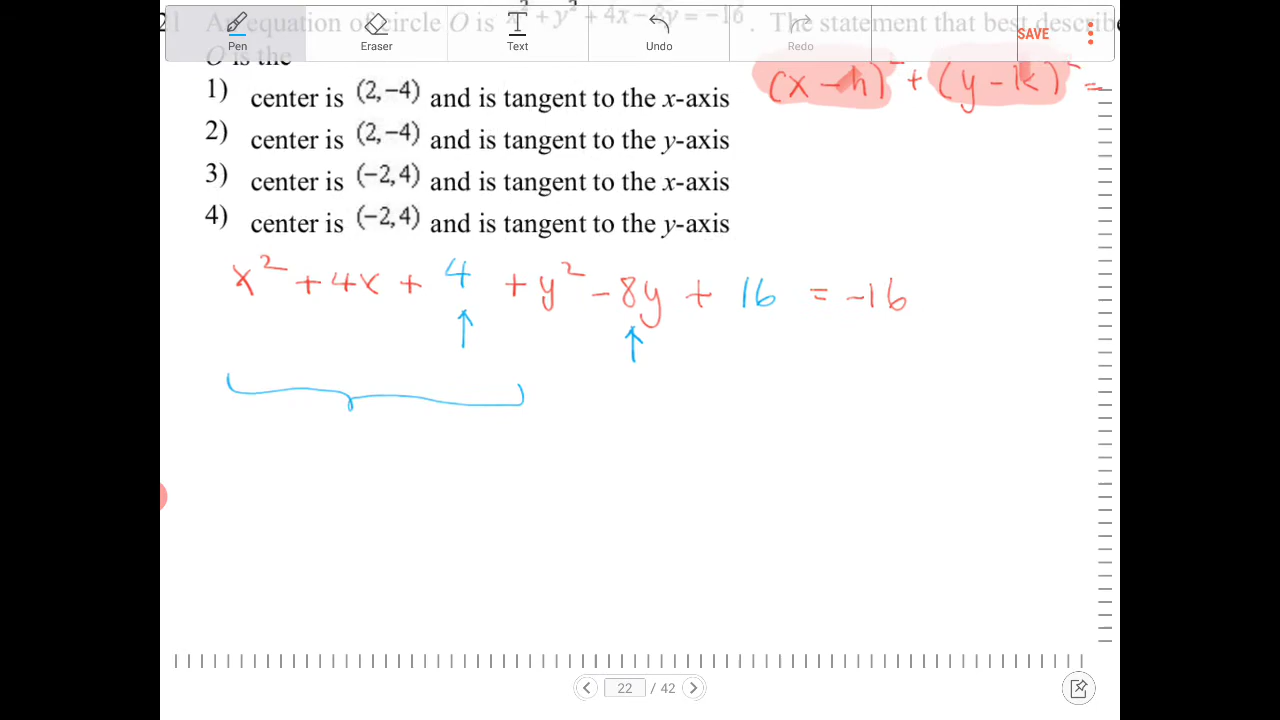 Pen Eraser Text Undo Redo SAVE
An equation of circle O is x² + y² + 4x − 8y = −16. The statement that best describe
O is the
(x − h)² + (y − k)² =
1) center is (2,−4) and is tangent to the x-axis
2) center is (2,−4) and is tangent to the y-axis
3) center is (−2,4) and is tangent to the x-axis
4) center is (−2,4) and is tangent to the y-axis
x² + 4x + 4 + y² − 8y + 16 = −16
22 / 42